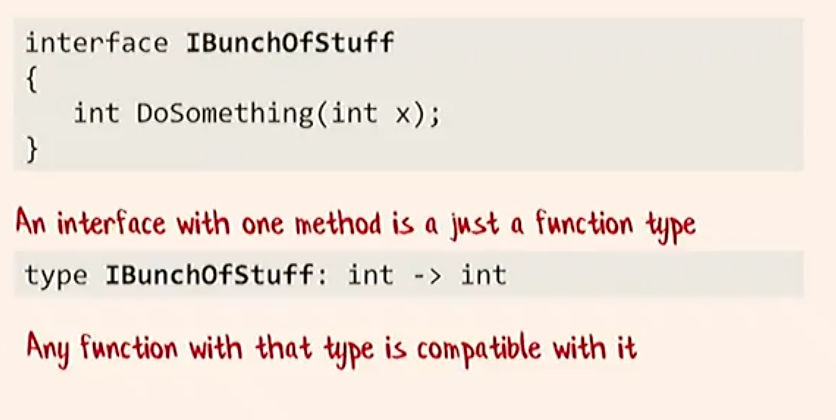 interface IBunchOfStuff
{
int DoSomething(int x);
}
An interface with one method is a just a function type
type IBunchOfStuff: int -> int
Any function with that type is compatible with it